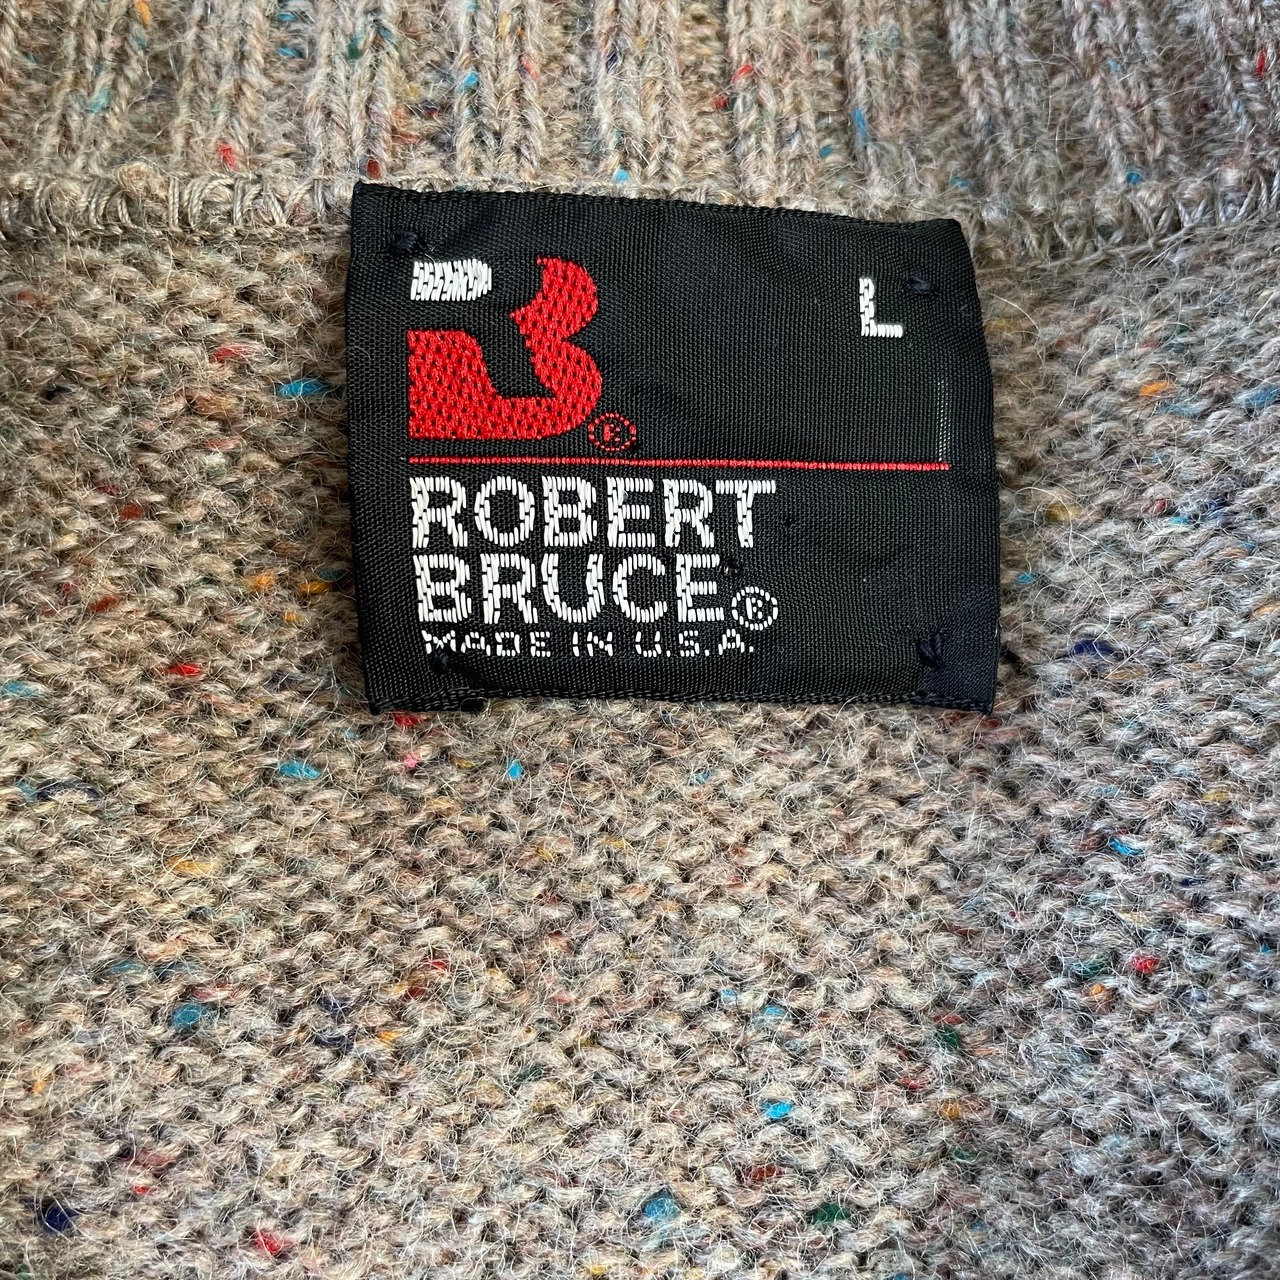 L
®
ROBERT
BRUCE®
MADE IN U.S.A.